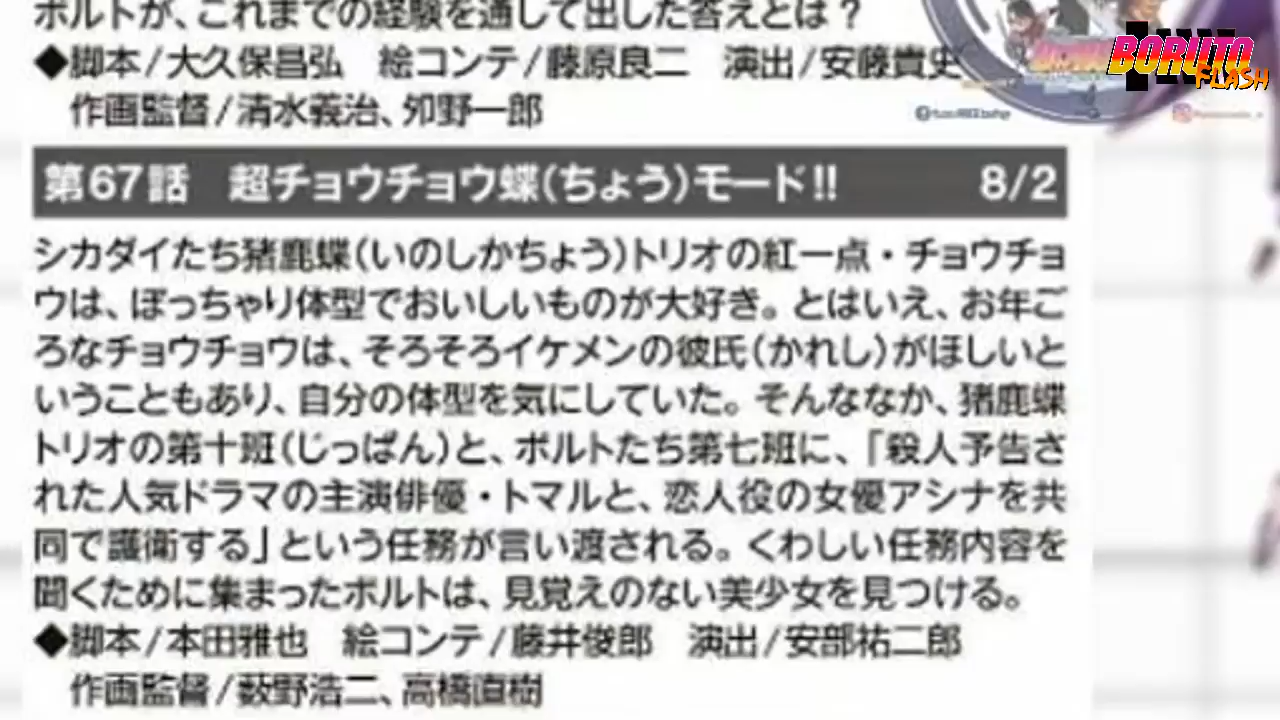 ボルトが、これまでの経験を通して出した答えとは？
◆脚本/大久保昌弘　絵コンテ/藤原良二　演出/安藤貴史
作画監督/清水義治、夘野一郎
BORUTO
FLASH
第67話　超チョウチョウ蝶(ちょう)モード!!　8/2
シカダイたち猪鹿蝶(いのしかちょう)トリオの紅一点・チョウチョ
ウは、ぽっちゃり体型でおいしいものが大好き。とはいえ、お年ご
ろなチョウチョウは、そろそろイケメンの彼氏(かれし)がほしいと
いうこともあり、自分の体型を気にしていた。そんななか、猪鹿蝶
トリオの第十班(じっぱん)と、ボルトたち第七班に、「殺人予告さ
れた人気ドラマの主演俳優・トマルと、恋人役の女優アシナを共
同で護衛する」という任務が言い渡される。くわしい任務内容を
聞くために集まったボルトは、見覚えのない美少女を見つける。
◆脚本/本田雅也　絵コンテ/藤井俊郎　演出/安部祐二郎
作画監督/薮野浩二、高橋直樹